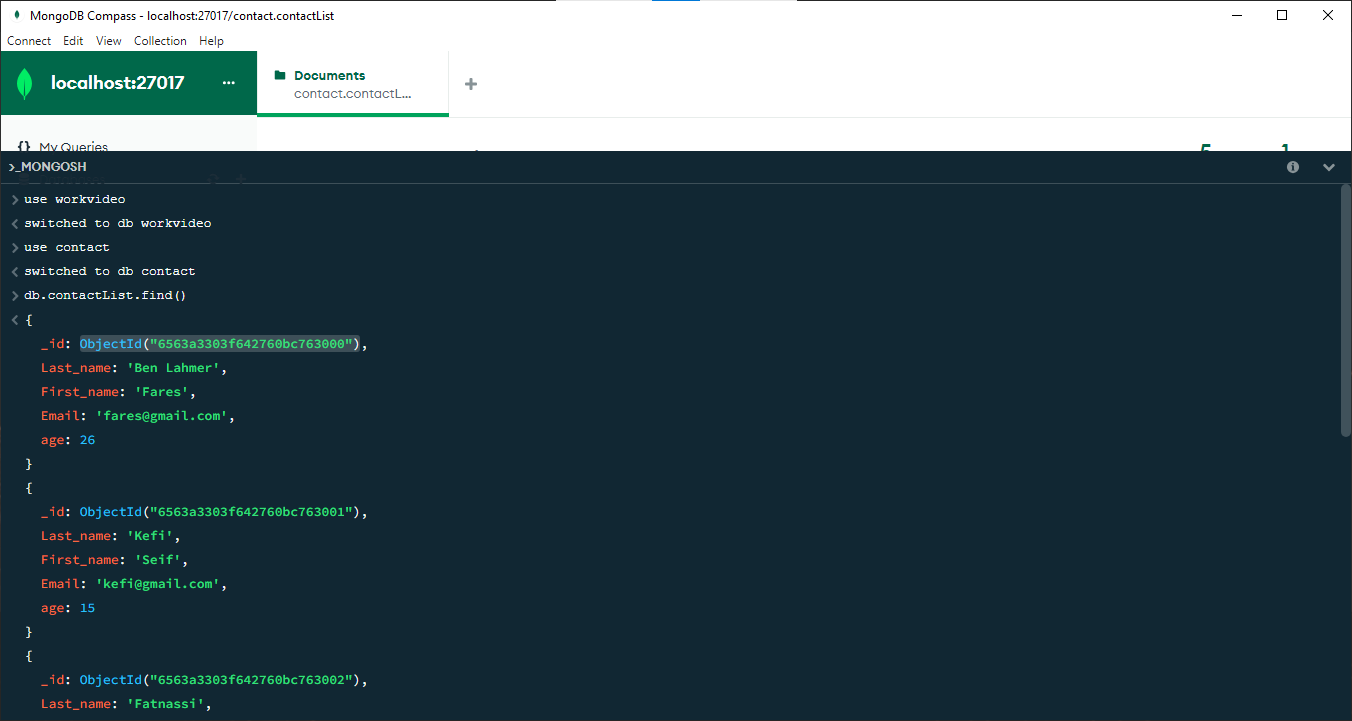 MongoDB Compass - localhost:27017/contact.contactList
Connect Edit View Collection Help
localhost:27017 ...
Documents
contact.contactL...
{} My Queries
5 1
>_MONGOSH
> use workvideo
< switched to db workvideo
> use contact
< switched to db contact
> db.contactList.find()
< {
_id: ObjectId("6563a3303f642760bc763000"),
Last_name: 'Ben Lahmer',
First_name: 'Fares',
Email: 'fares@gmail.com',
age: 26
}
{
_id: ObjectId("6563a3303f642760bc763001"),
Last_name: 'Kefi',
First_name: 'Seif',
Email: 'kefi@gmail.com',
age: 15
}
{
_id: ObjectId("6563a3303f642760bc763002"),
Last_name: 'Fatnassi',